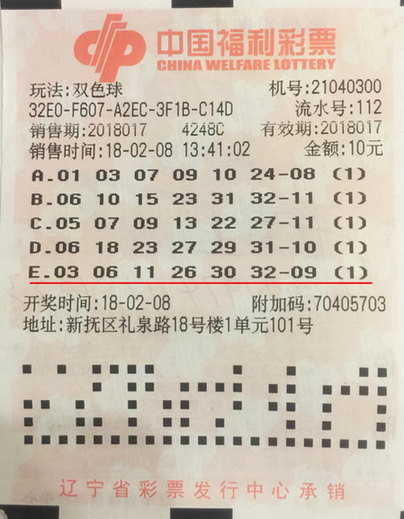 中国福利彩票
CHINA WELFARE LOTTERY
玩法:双色球 机号:21040300
32E0-F607-A2EC-3F1B-C14D 流水号:112
销售期:2018017 4248C 有效期:2018017
销售时间:18-02-08 13:41:02 金额:10元
A.01 03 07 09 10 24-08 (1)
B.06 10 15 23 31 32-11 (1)
C.05 07 09 13 22 27-11 (1)
D.06 18 23 27 29 31-10 (1)
E.03 06 11 26 30 32-09 (1)
开奖时间:18-02-08 附加码:70405703
地址:新抚区礼泉路18号楼1单元101号
辽宁省彩票发行中心承销